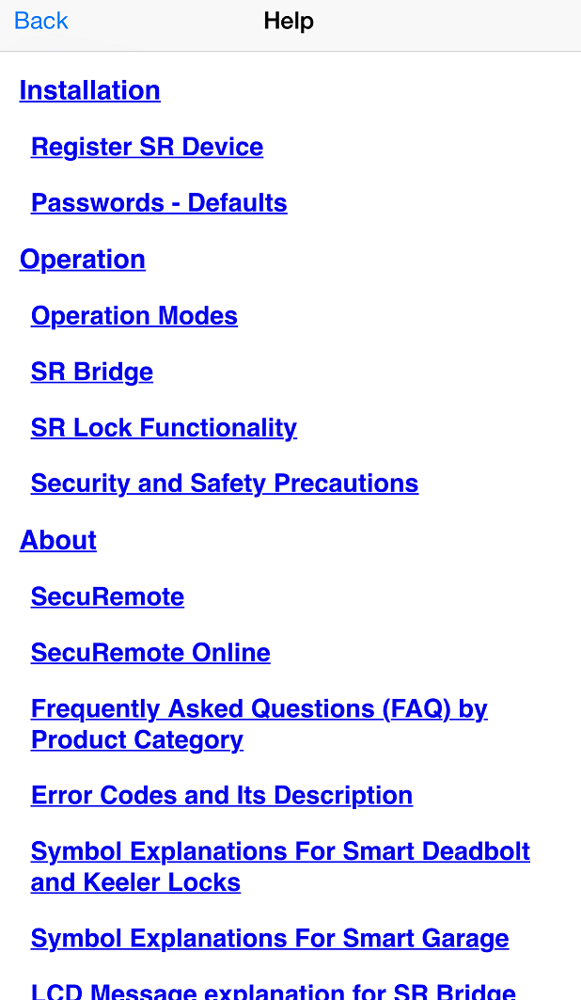 Back
Help
Installation
Register SR Device
Passwords - Defaults
Operation
Operation Modes
SR Bridge
SR Lock Functionality
Security and Safety Precautions
About
SecuRemote
SecuRemote Online
Frequently Asked Questions (FAQ) by
Product Category
Error Codes and Its Description
Symbol Explanations For Smart Deadbolt
and Keeler Locks
Symbol Explanations For Smart Garage
LCD Message explanation for SR Bridge